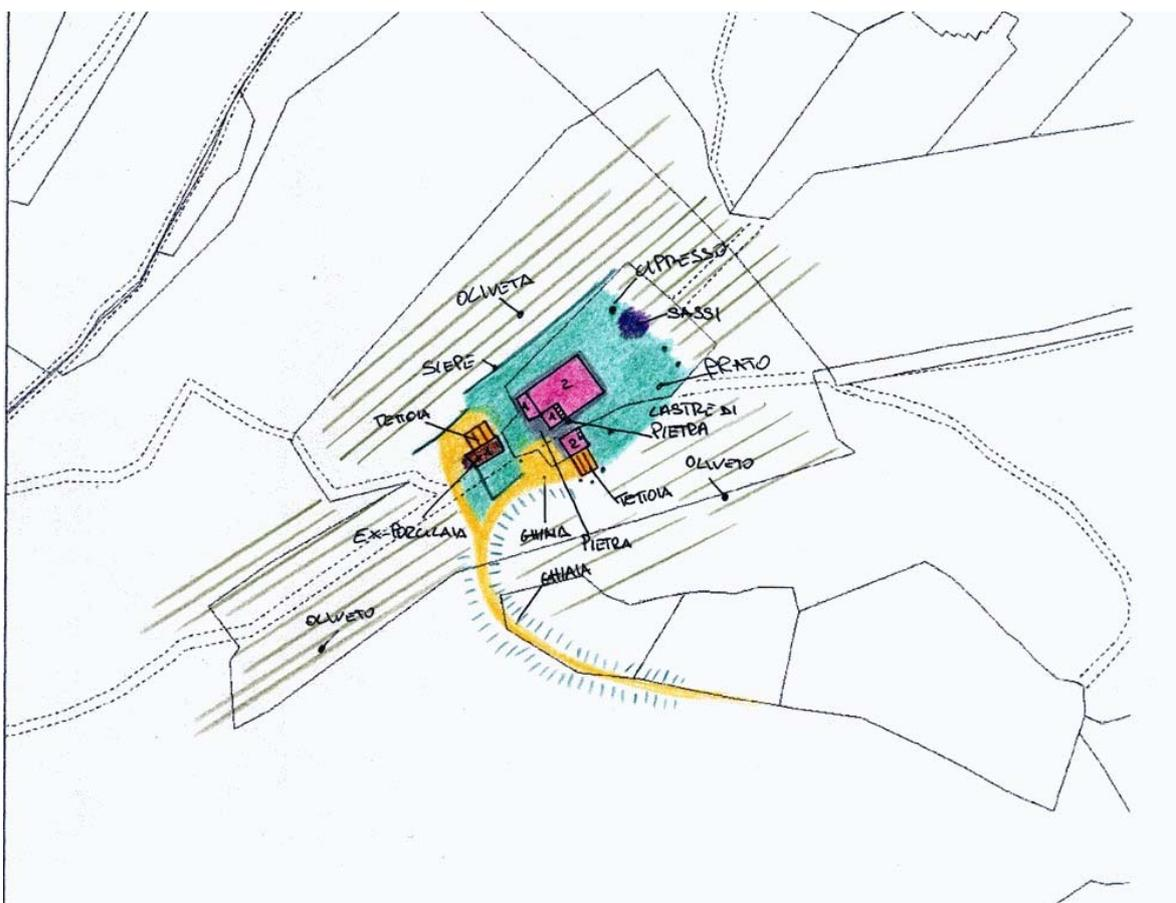 CIPRESSO
OLIVETA
SASSI
SIEPE
PRATO
2
1
1
TETTOIA
LASTRE DI
PIETRA
2
OLIVETO
TETTOIA
EX-PORCILAIA
GHIAIA
PIETRA
GHIAIA
OLIVETO